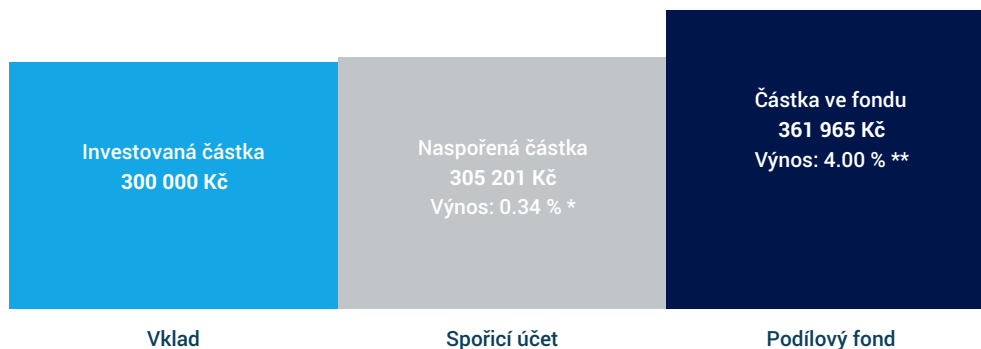 Investovaná částka
300 000 Kč
Naspořená částka
305 201 Kč
Výnos: 0.34 % *
Částka ve fondu
361 965 Kč
Výnos: 4.00 % **
Vklad
Spořicí účet
Podílový fond